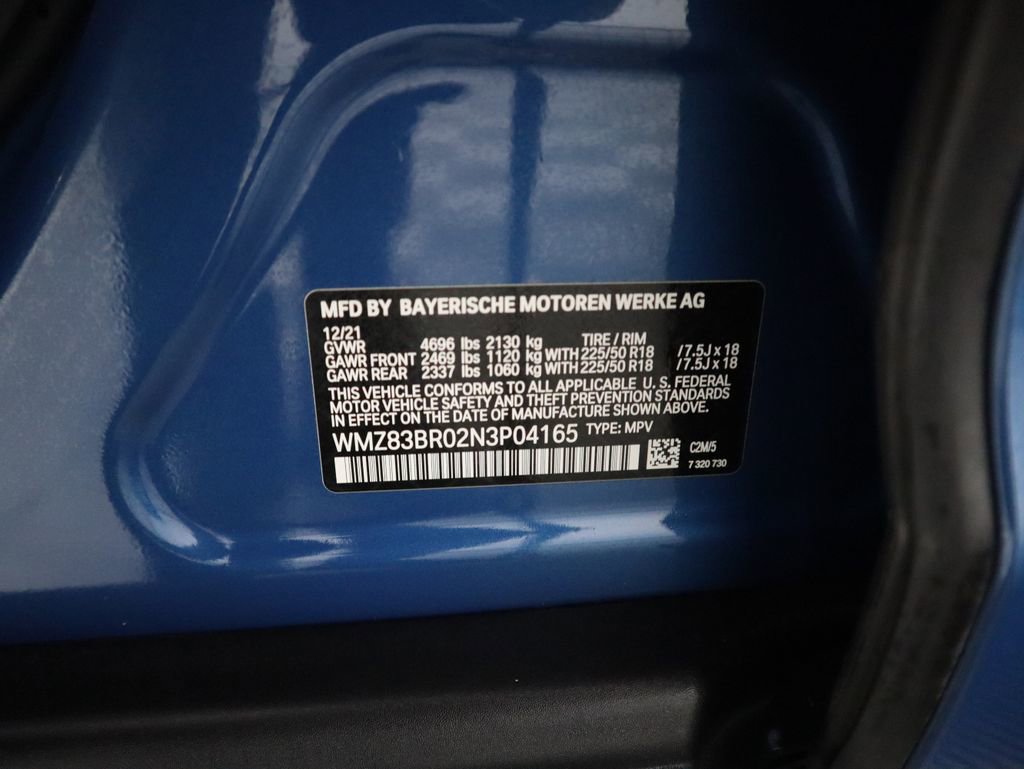 MFD BY BAYERISCHE MOTOREN WERKE AG
12/21
GVWR 4696 lbs 2130 kg TIRE / RIM
GAWR FRONT 2469 lbs 1120 kg WITH 225/50 R18 / 7.5J x 18
GAWR REAR 2337 lbs 1060 kg WITH 225/50 R18 / 7.5J x 18
THIS VEHICLE CONFORMS TO ALL APPLICABLE U. S. FEDERAL
MOTOR VEHICLE SAFETY AND THEFT PREVENTION STANDARDS
IN EFFECT ON THE DATE OF MANUFACTURE SHOWN ABOVE.
WMZ83BR02N3P04165 TYPE: MPV
C2M/5
7 320 730